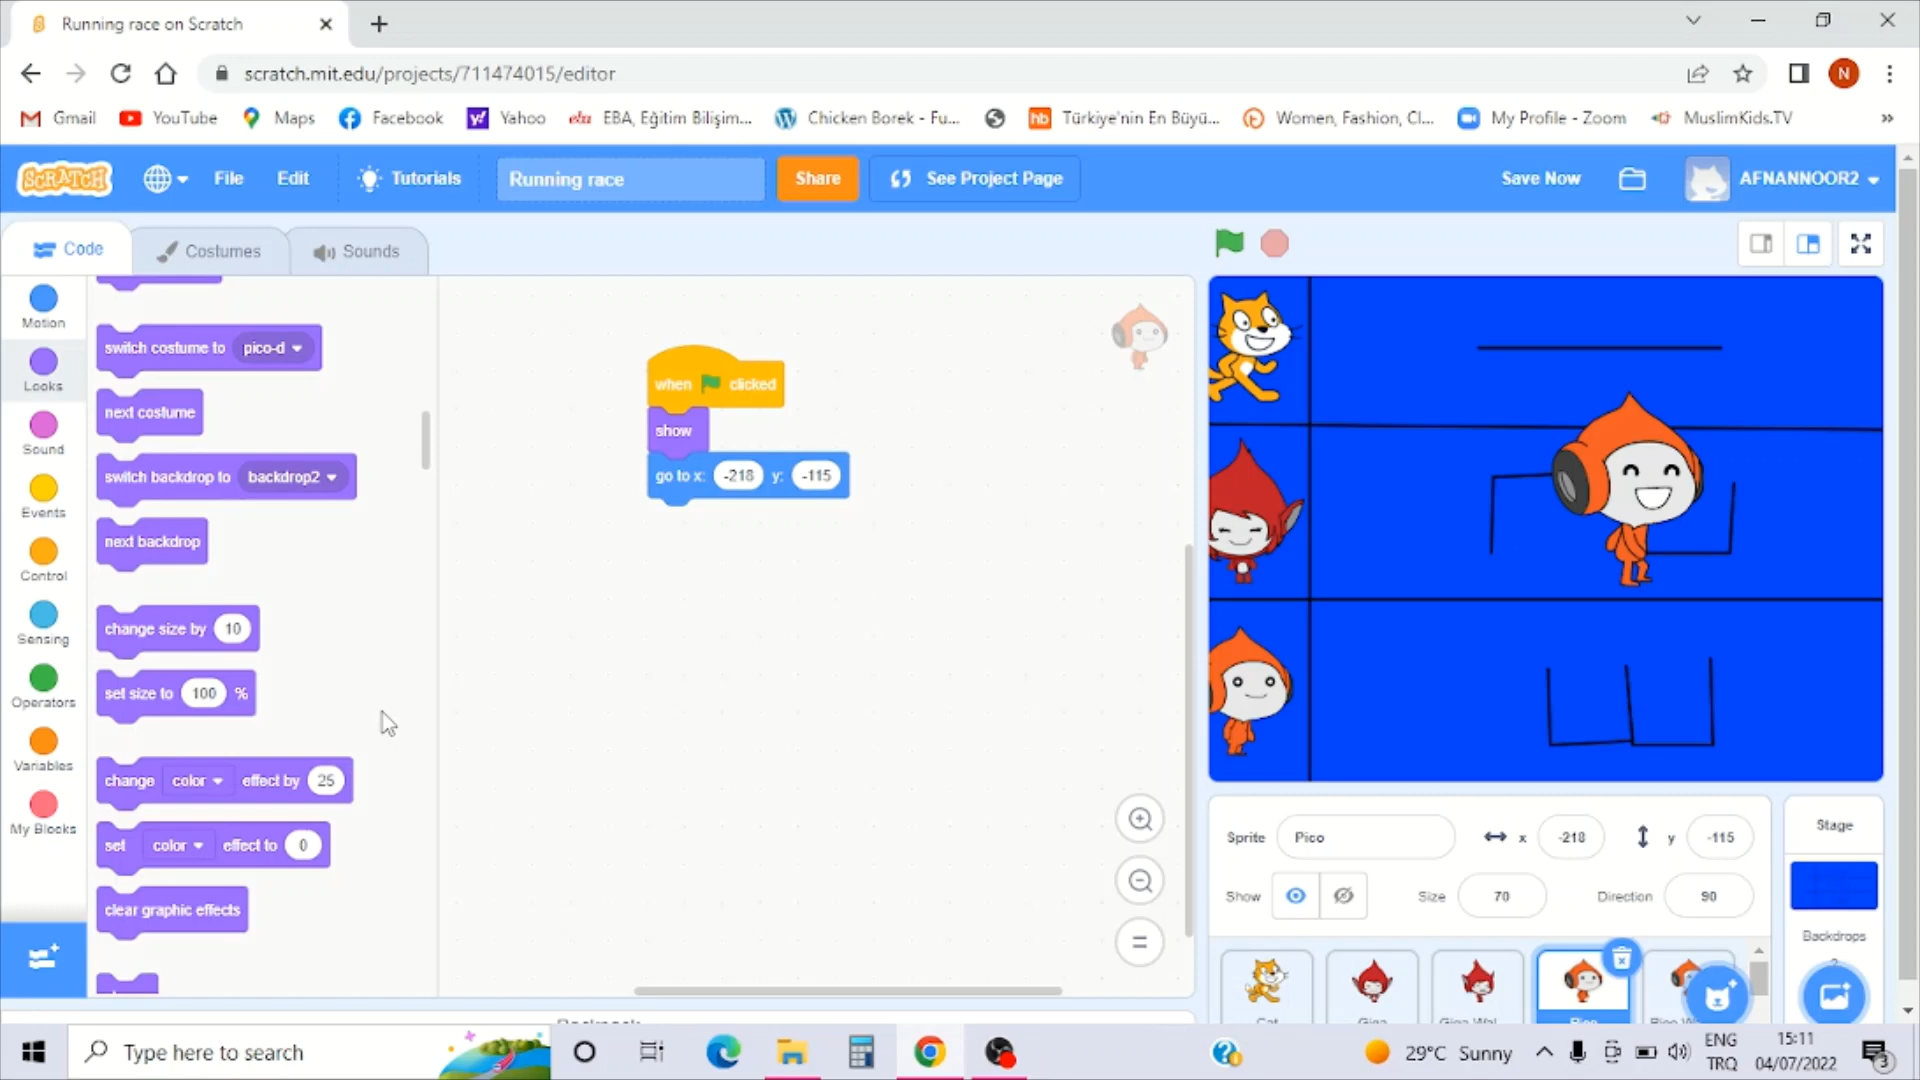 Running race on Scratch
scratch.mit.edu/projects/711474015/editor
N
Gmail YouTube Maps Facebook Yahoo EBA, Eğitim Bilişim... Chicken Borek - Fu... Türkiye'nin En Büyü... Women, Fashion, Cl... My Profile - Zoom MuslimKids.TV »
SCRATCH File Edit Tutorials Running race Share See Project Page Save Now AFNANNOOR2
Code Costumes Sounds
Motion
Looks
Sound
Events
Control
Sensing
Operators
Variables
My Blocks
switch costume to pico-d
next costume
switch backdrop to backdrop2
next backdrop
change size by 10
set size to 100 %
change color effect by 25
set color effect to 0
clear graphic effects
when clicked
show
go to x: -218 y: -115
Sprite Pico x -218 y -115
Show Size 70 Direction 90
Stage
Backdrops
Type here to search
29°C Sunny
ENG
TRQ
15:11
04/07/2022
3